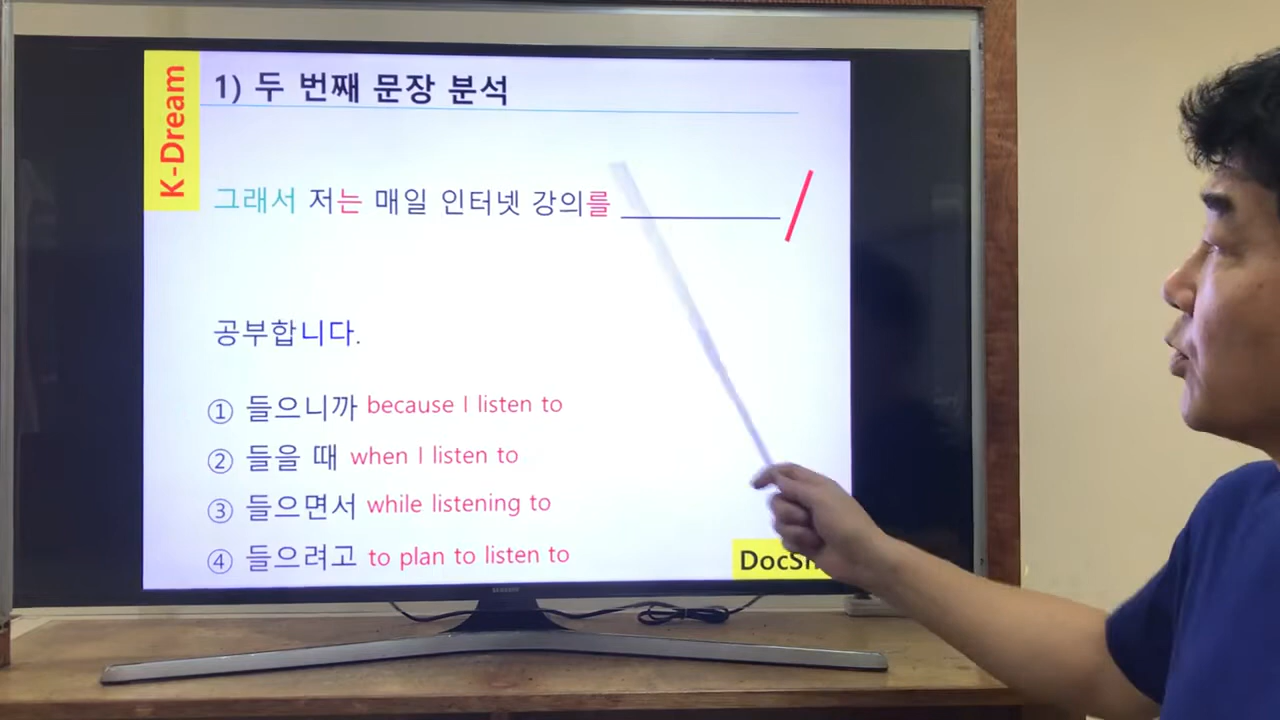 K-Dream
1) 두 번째 문장 분석
그래서 저는 매일 인터넷 강의를 ________ /
공부합니다.
① 들으니까 because I listen to
② 들을 때 when I listen to
③ 들으면서 while listening to
④ 들으려고 to plan to listen to
SAMSUNG